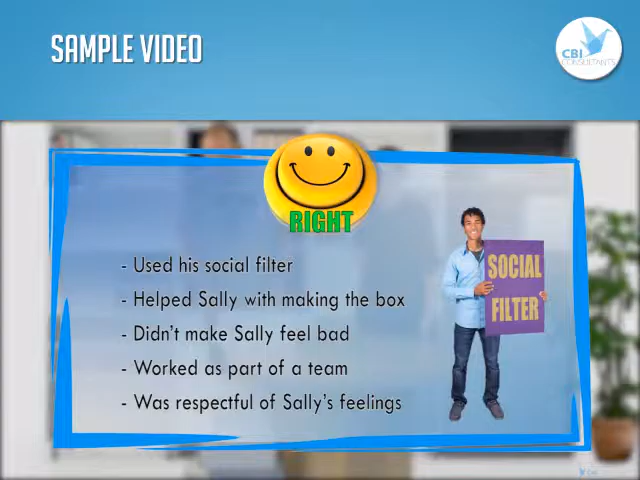 SAMPLE VIDEO
CBI
CONSULTANTS
RIGHT
- Used his social filter
- Helped Sally with making the box
- Didn't make Sally feel bad
- Worked as part of a team
- Was respectful of Sally's feelings
SOCIAL
FILTER